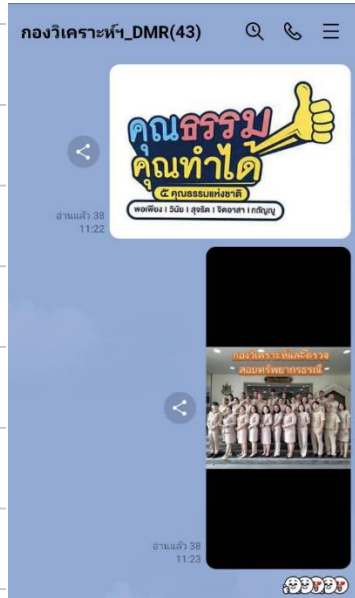 กองวิเคราะห์ฯ_DMR(43)
คุณธรรม
คุณทำได้
๕ คุณธรรมแห่งชาติ
พอเพียง | วินัย | สุจริต | จิตอาสา | กตัญญู
อ่านแล้ว 38
11:22
กองวิเคราะห์และตรวจ
สอบทรัพยากรธรณี
อ่านแล้ว 38
11:23